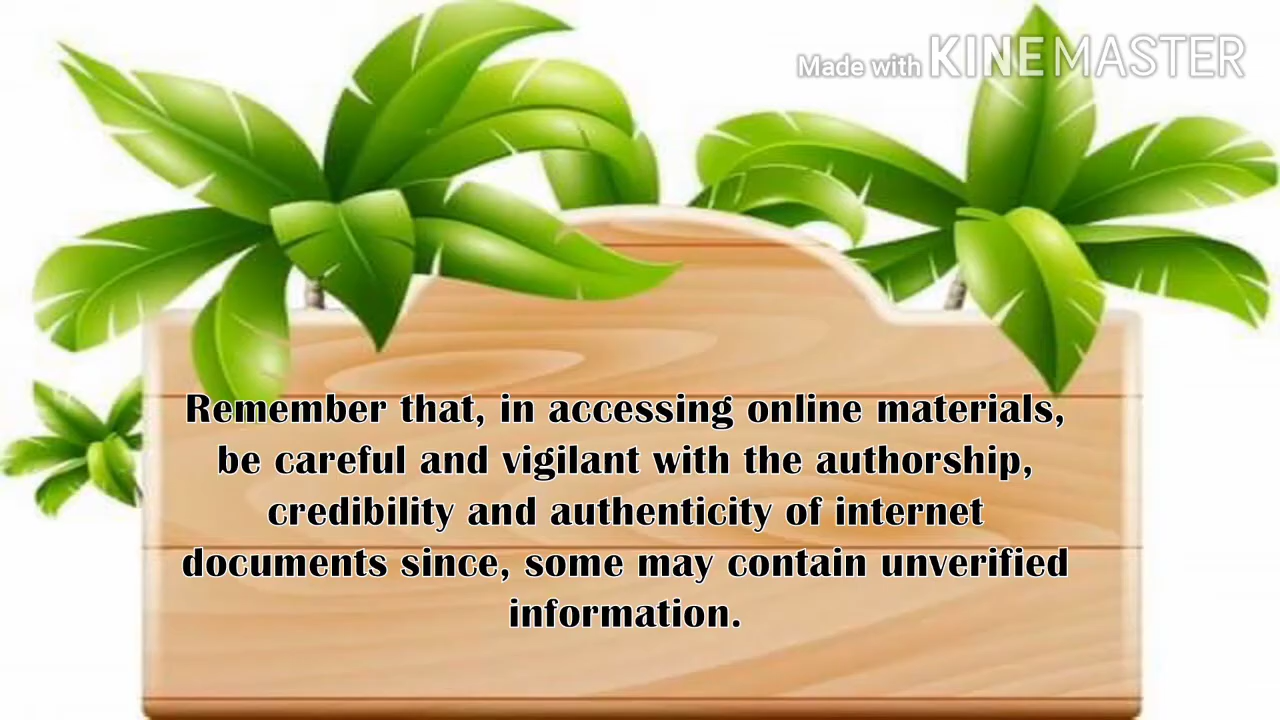 Made with KINEMASTER
Remember that, in accessing online materials,
be careful and vigilant with the authorship,
credibility and authenticity of internet
documents since, some may contain unverified
information.